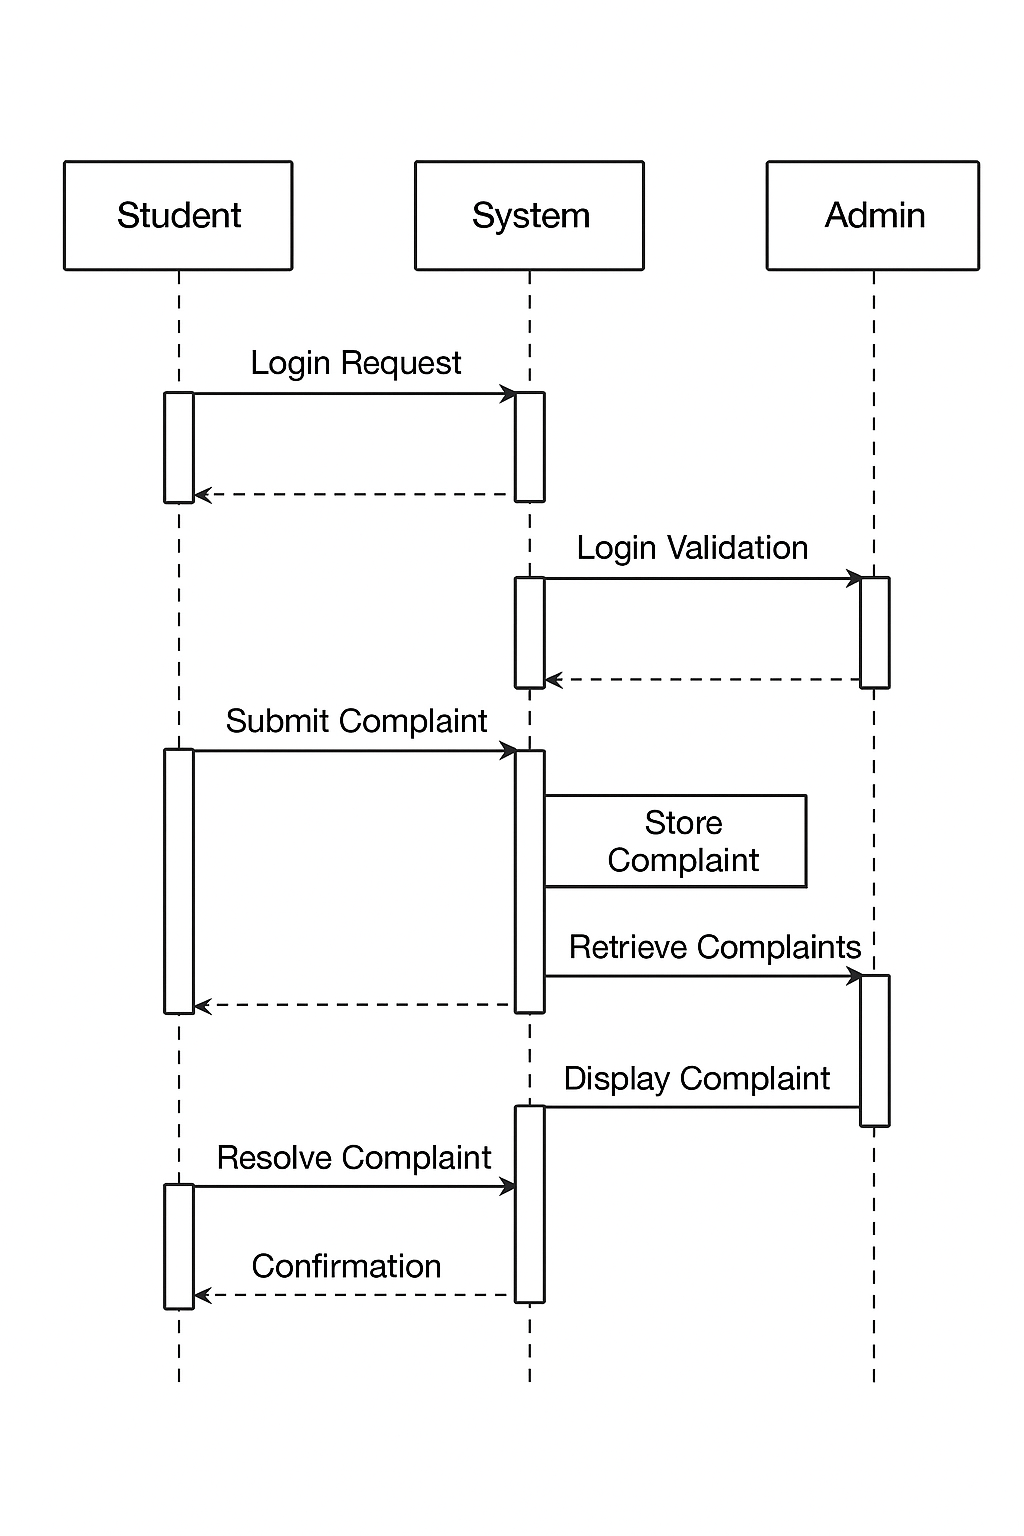 Student
System
Admin
Login Request
Login Validation
Submit Complaint
Store
Complaint
Retrieve Complaints
Display Complaint
Resolve Complaint
Confirmation